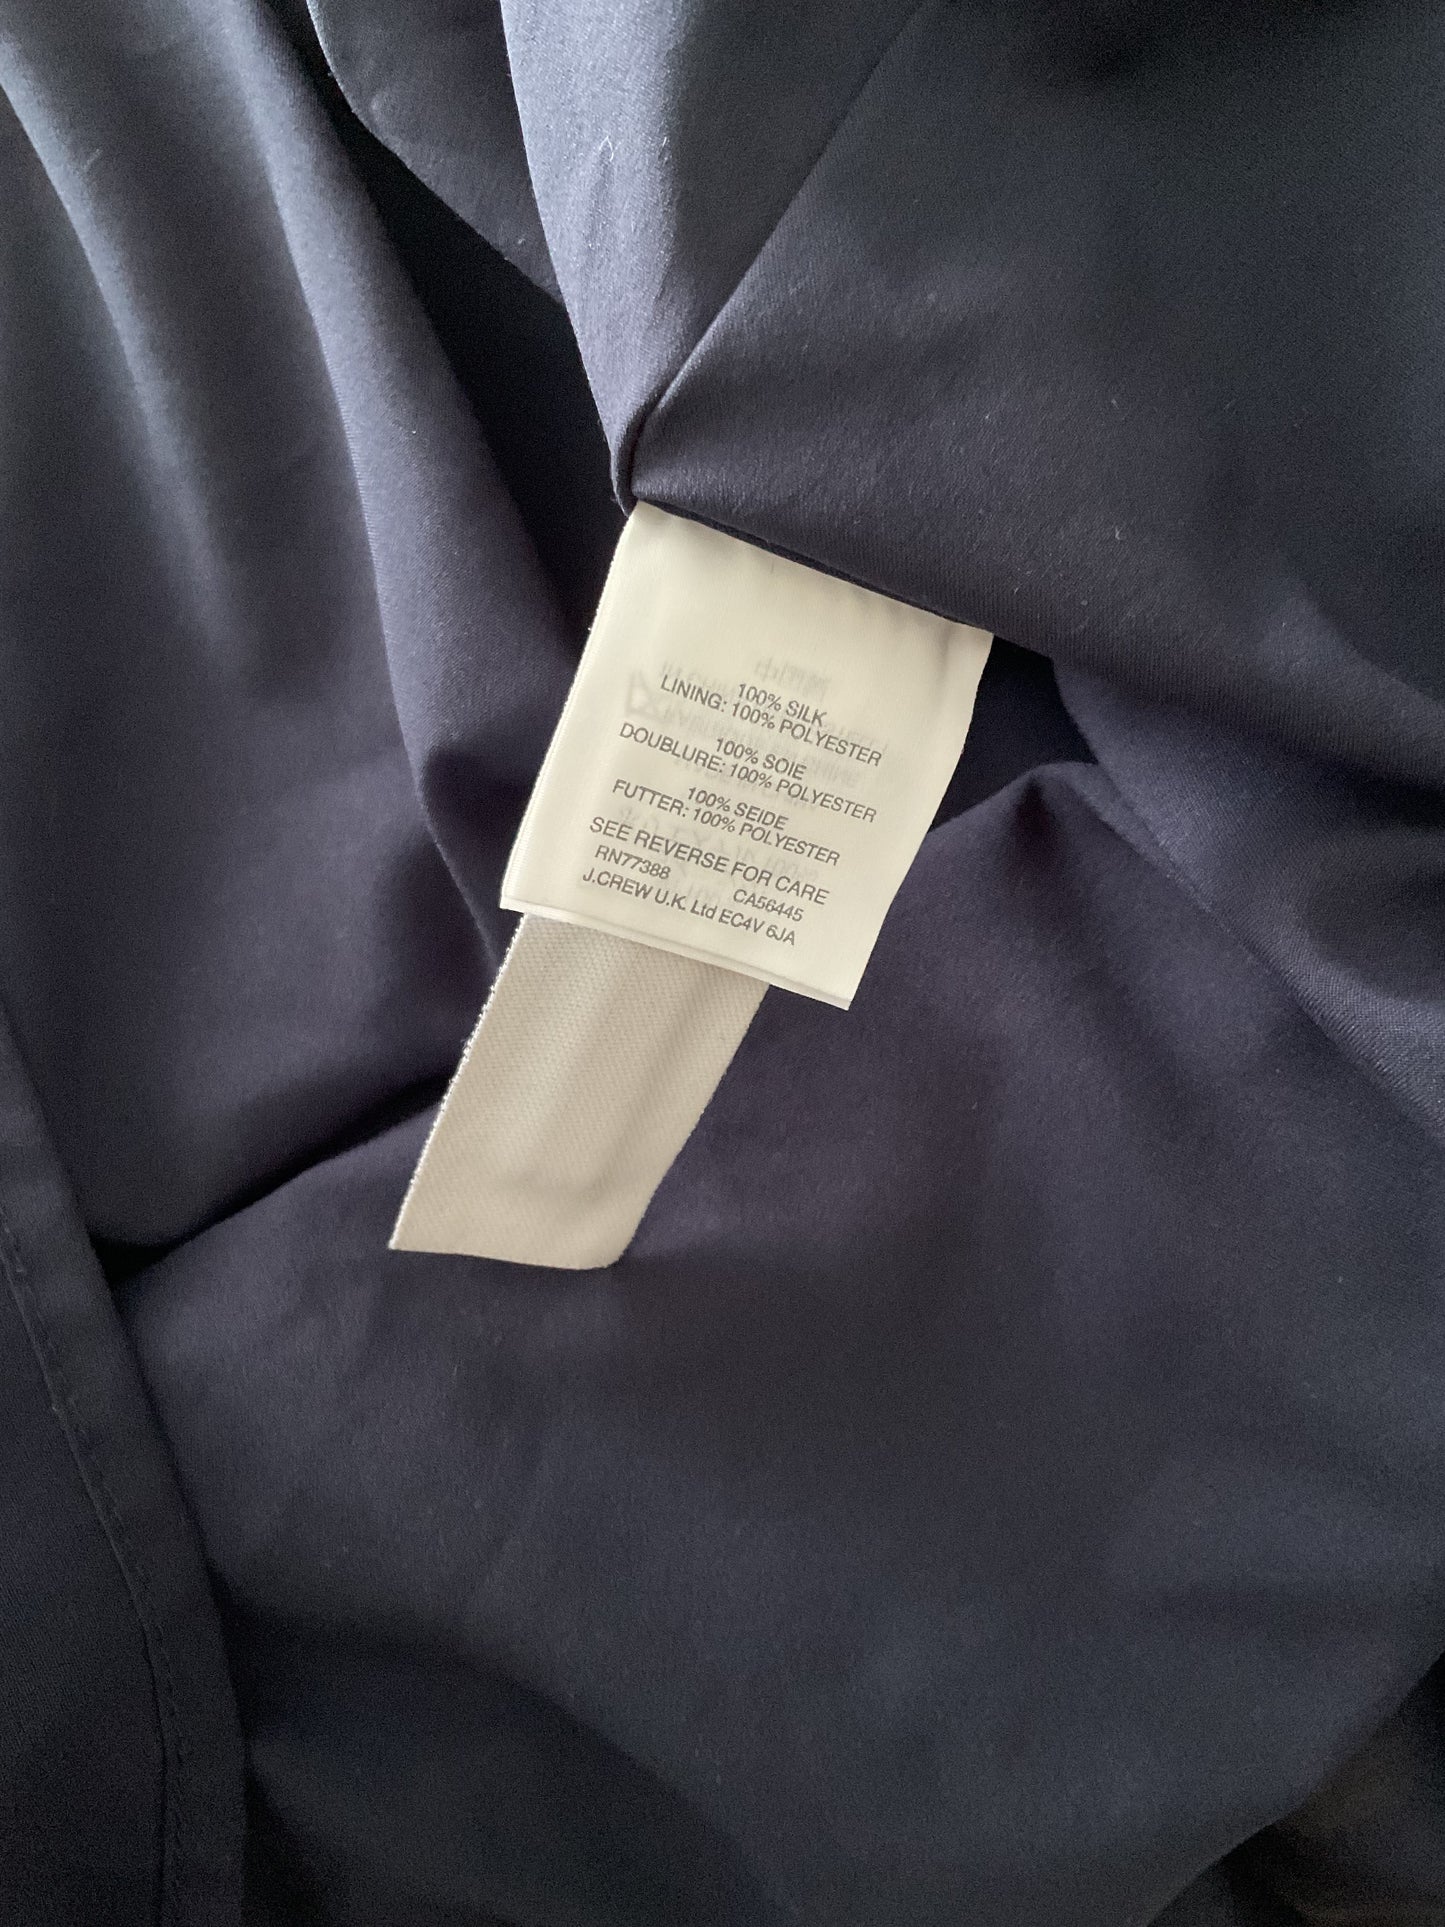 100% SILK
LINING: 100% POLYESTER
100% SOIE
DOUBLURE: 100% POLYESTER
100% SEIDE
FUTTER: 100% POLYESTER
SEE REVERSE FOR CARE
RN77388 CA56445
J.CREW U.K. Ltd EC4V 6JA